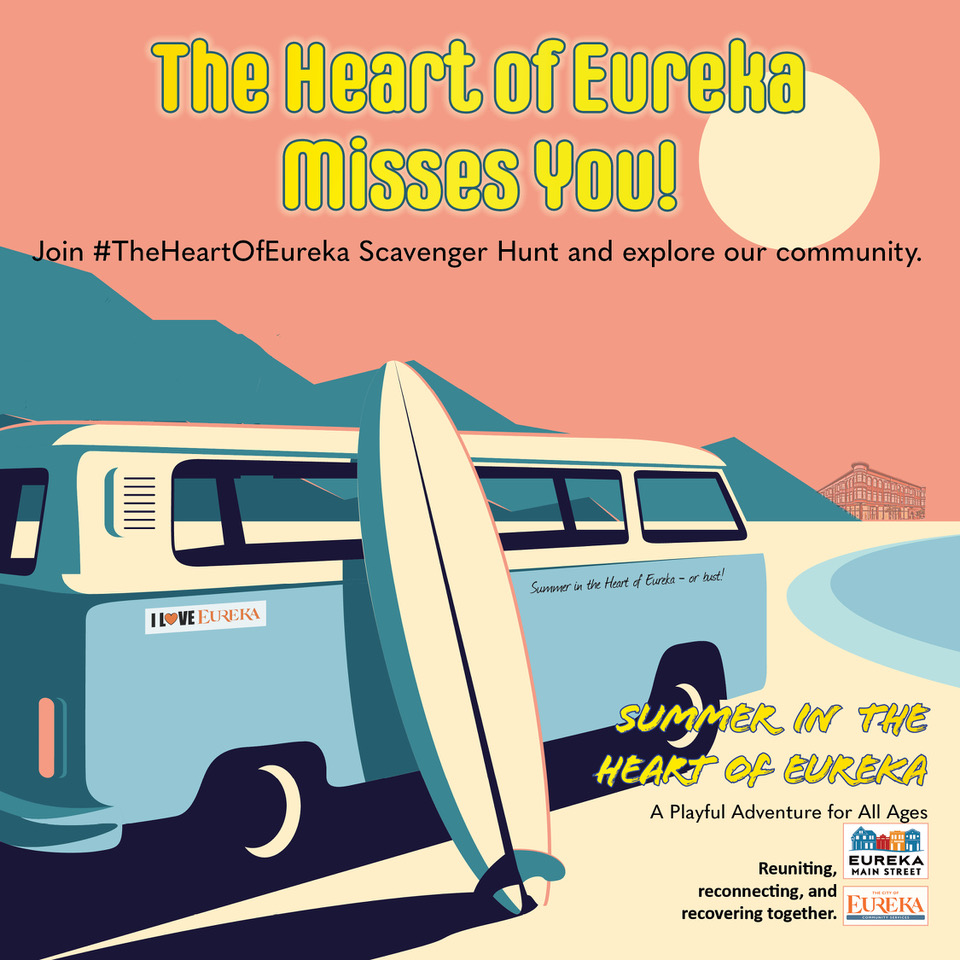 The Heart of Eureka
Misses You!
Join #TheHeartOfEureka Scavenger Hunt and explore our community.
Summer in the Heart of Eureka – or bust!
I LOVE EUREKA
SUMMER IN THE
HEART OF EUREKA
A Playful Adventure for All Ages
EUREKA
MAIN STREET
Reuniting,
reconnecting, and
recovering together.
THE CITY OF
EUREKA
COMMUNITY SERVICES